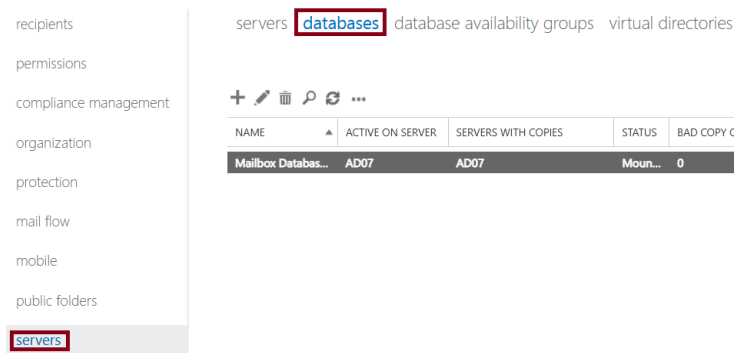 recipients
permissions
compliance management
organization
protection
mail flow
mobile
public folders
servers
servers databases database availability groups virtual directories
NAME ACTIVE ON SERVER SERVERS WITH COPIES STATUS BAD COPY C
Mailbox Databas... AD07 AD07 Moun... 0